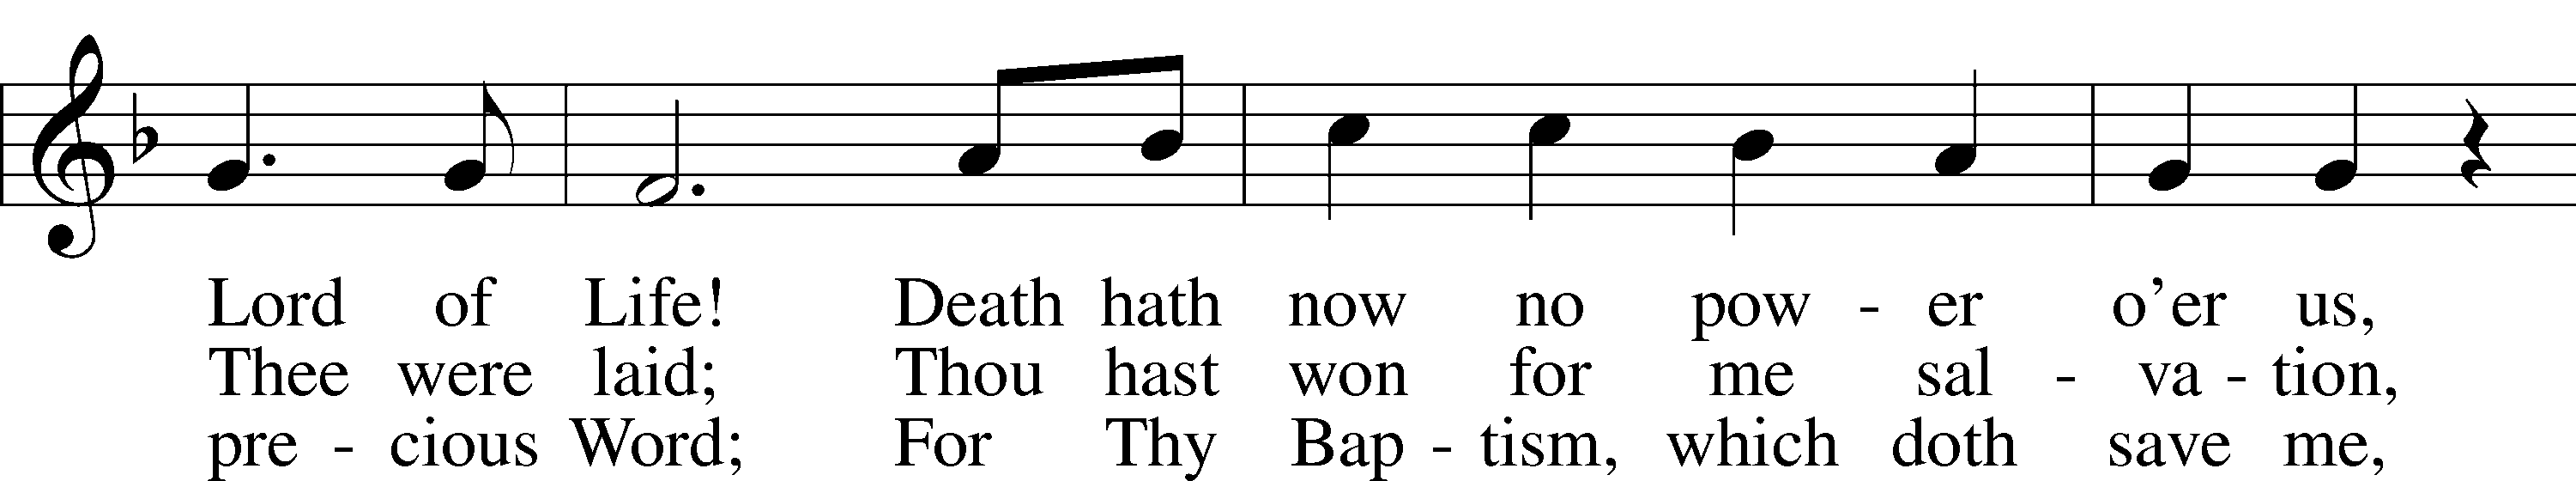 Lord of Life! Death hath now no pow - er o'er us,
Thee were laid; Thou hast won for me sal - va - tion,
pre - cious Word; For Thy Bap - tism, which doth save me,